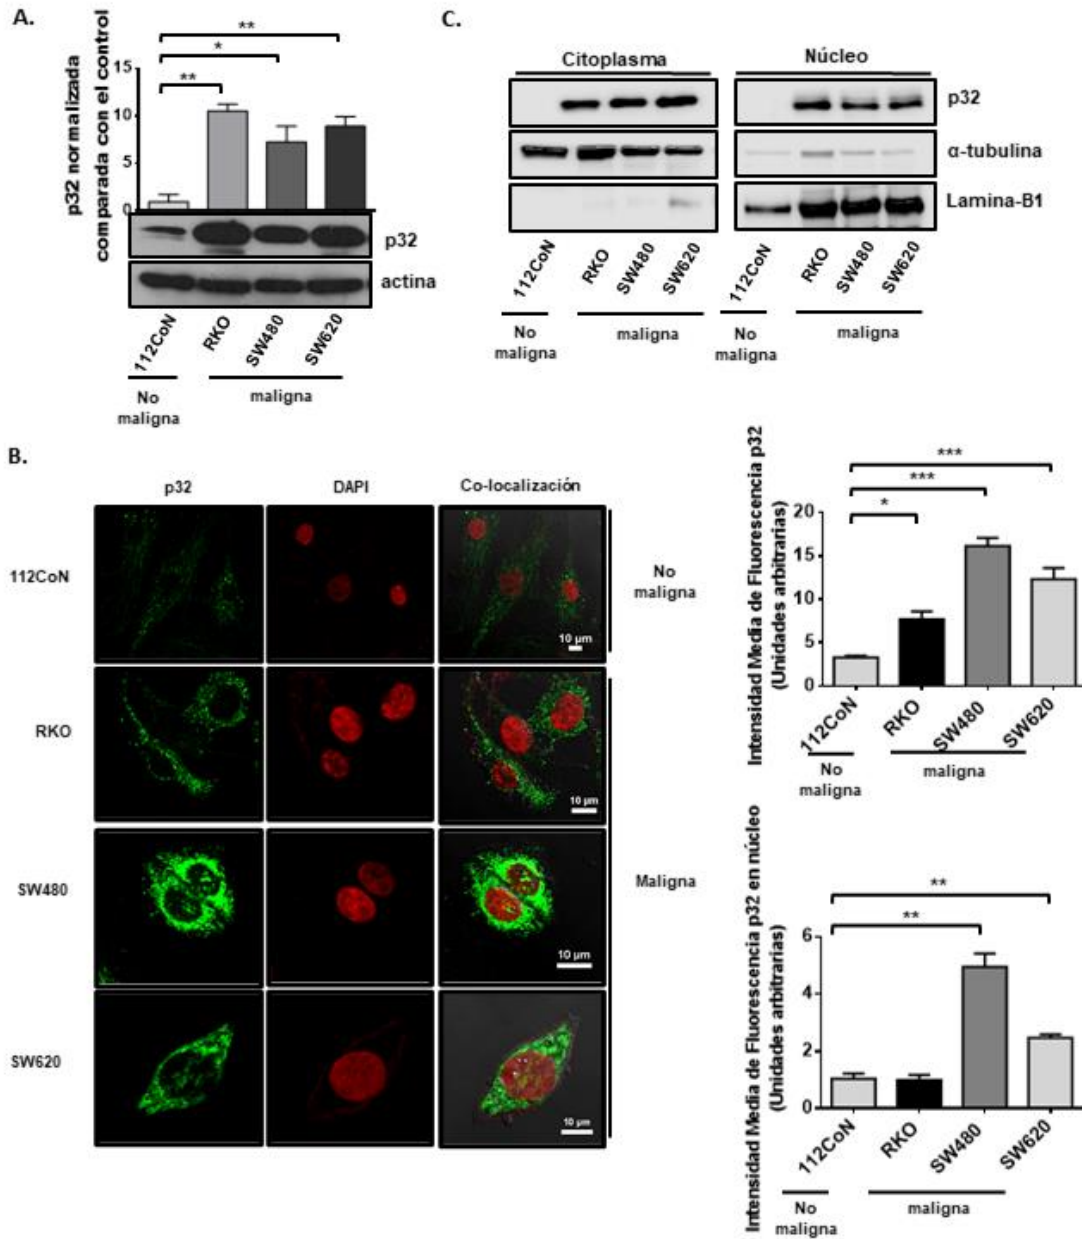 A.
**
*
**
15
10
5
0
p32 normalizada
comparada con el control
p32
actina
112CoN
RKO
SW480
SW620
No
maligna
maligna
C.
Citoplasma
Núcleo
p32
α-tubulina
Lamina-B1
112CoN
RKO
SW480
SW620
112CoN
RKO
SW480
SW620
No
maligna
maligna
No
maligna
maligna
B.
p32
DAPI
Co-localización
112CoN
10 µm
No
maligna
RKO
10 µm
SW480
10 µm
Maligna
SW620
10 µm
Intensidad Media de Fluorescencia p32
(Unidades arbitrarias)
***
***
*
20
15
10
5
0
112CoN
RKO
SW480
SW620
No
maligna
maligna
Intensidad Media de Fluorescencia p32 en núcleo
(Unidades arbitrarias)
**
**
6
4
2
0
112CoN
RKO
SW480
SW620
No
maligna
maligna